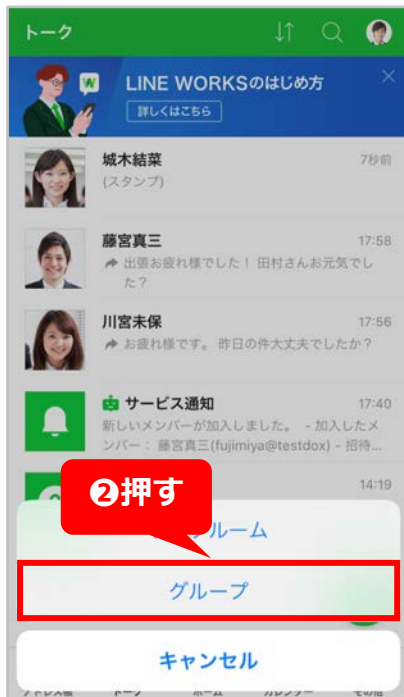 トーク
LINE WORKSのはじめ方
詳しくはこちら
城木結菜 7秒前
(スタンプ)
藤宮真三 17:58
出張お疲れ様でした! 田村さんお元気でし
た?
川宮未保 17:56
お疲れ様です。 昨日の件大丈夫でしたか?
サービス通知 17:40
新しいメンバーが加入しました。 - 加入したメ
ンバー: 藤宮真三(fujimiya@testdox) - 招待...
14:19
❷押す
ルーム
グループ
キャンセル